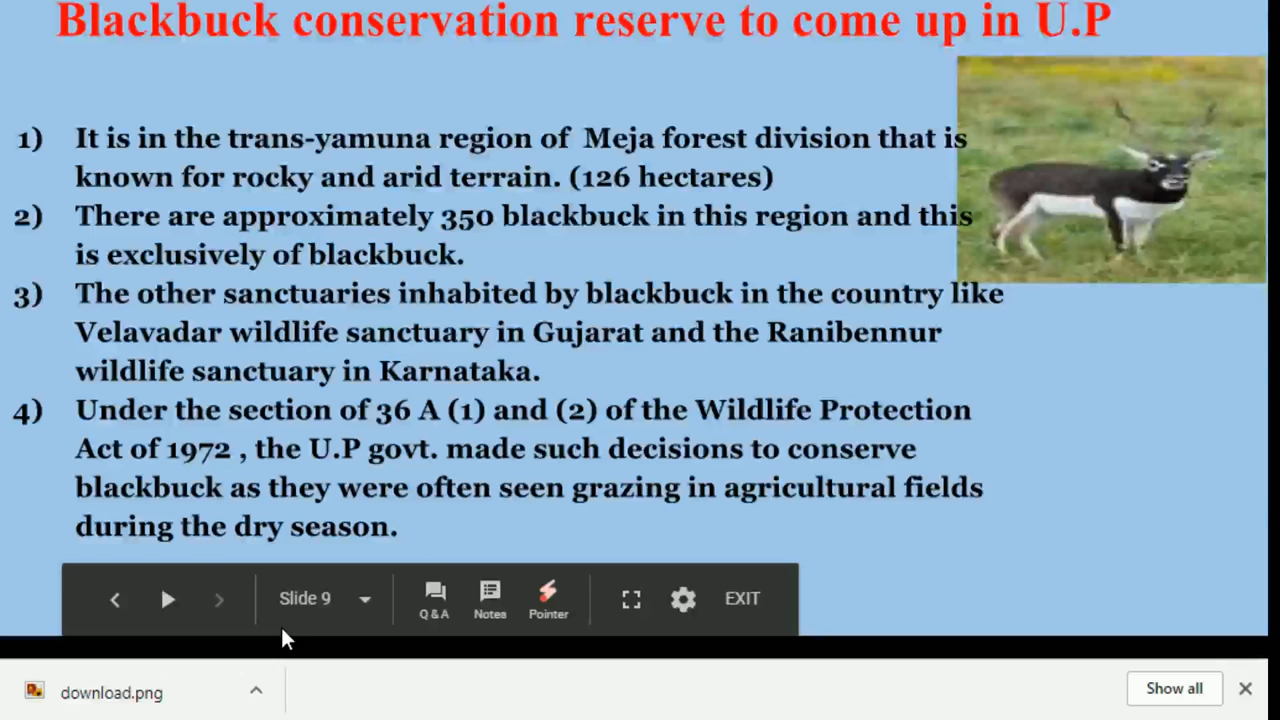 Blackbuck conservation reserve to come up in U.P
1) It is in the trans-yamuna region of Meja forest division that is
known for rocky and arid terrain. (126 hectares)
2) There are approximately 350 blackbuck in this region and this
is exclusively of blackbuck.
3) The other sanctuaries inhabited by blackbuck in the country like
Velavadar wildlife sanctuary in Gujarat and the Ranibennur
wildlife sanctuary in Karnataka.
4) Under the section of 36 A (1) and (2) of the Wildlife Protection
Act of 1972 , the U.P govt. made such decisions to conserve
blackbuck as they were often seen grazing in agricultural fields
during the dry season.
Slide 9
Q & A
Notes
Pointer
EXIT
download.png
Show all